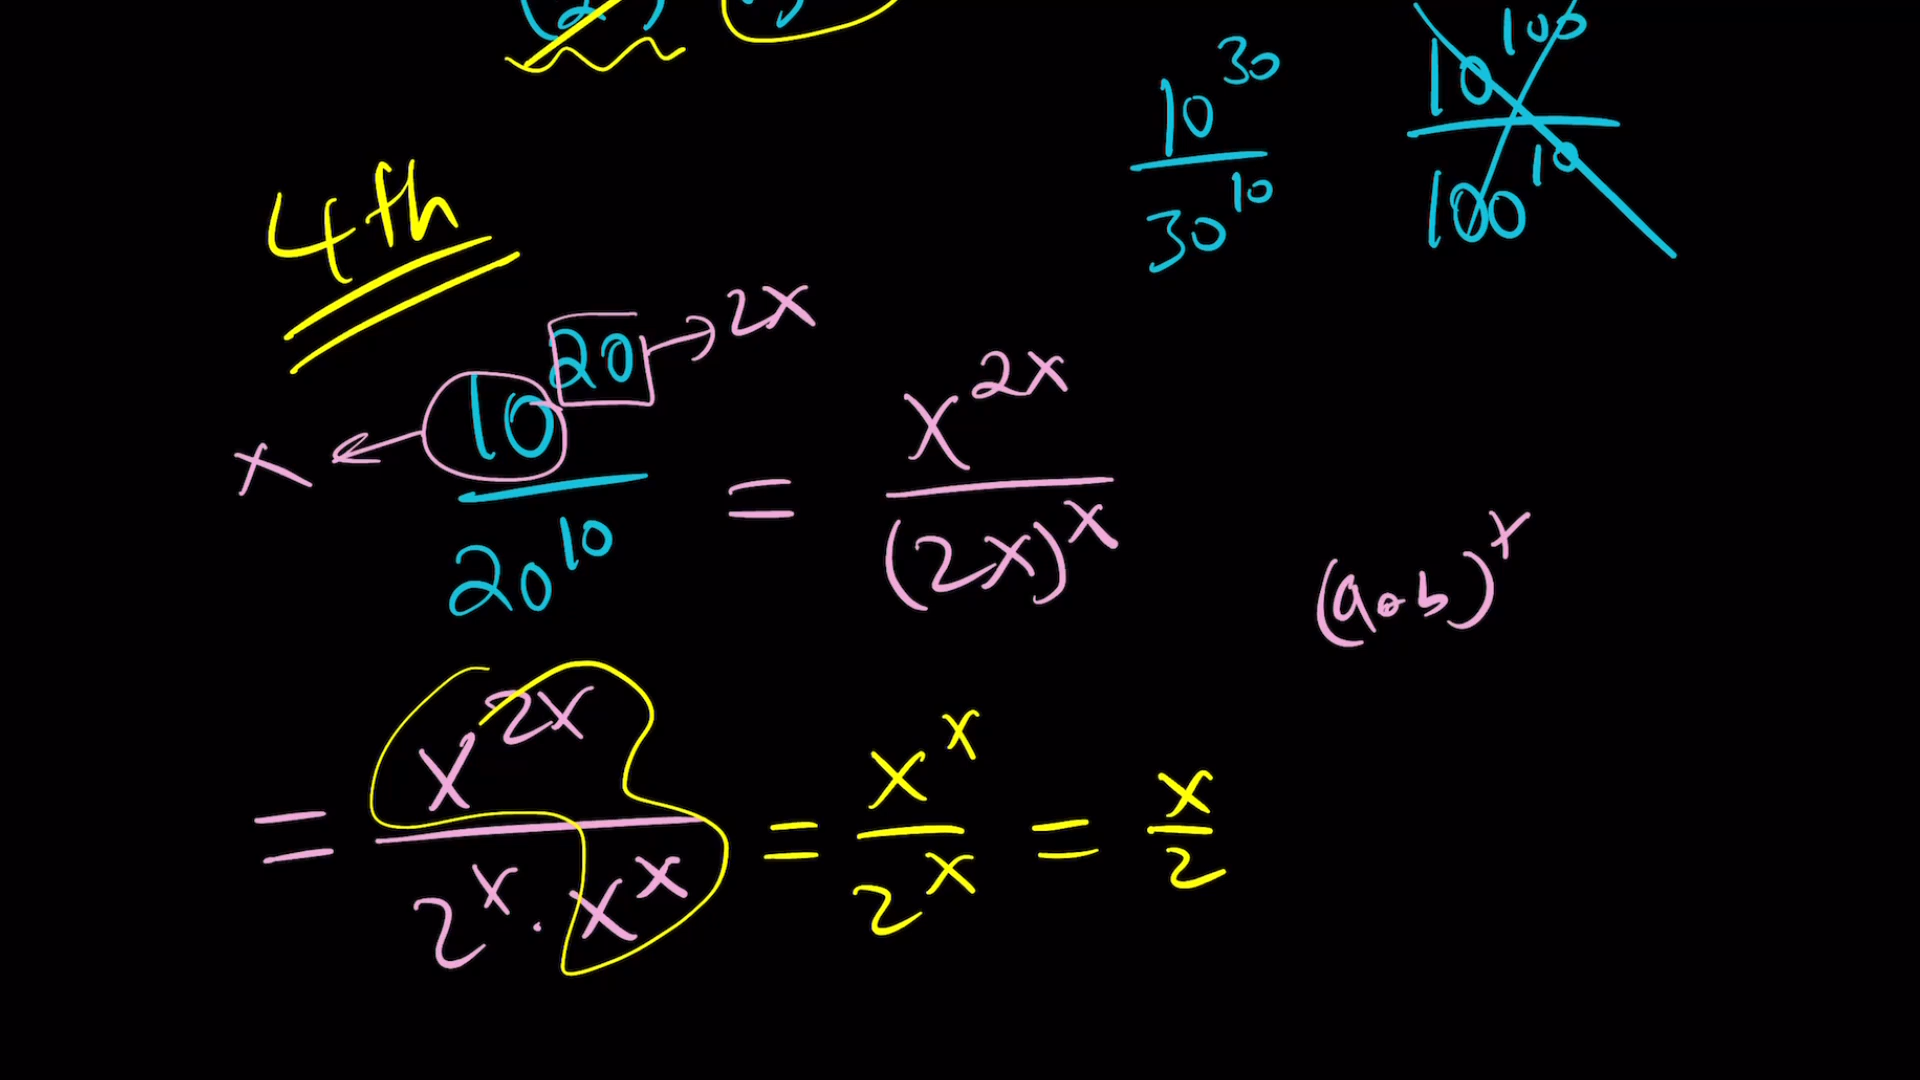 10^30 / 30^10
10^100 / 100^10
4th
x ← 10^20 → 2x
10^20 / 20^10 = x^2x / (2x)^x
(a·b)^x
= x^2x / 2^x · x^x = x^x / 2^x = x / 2